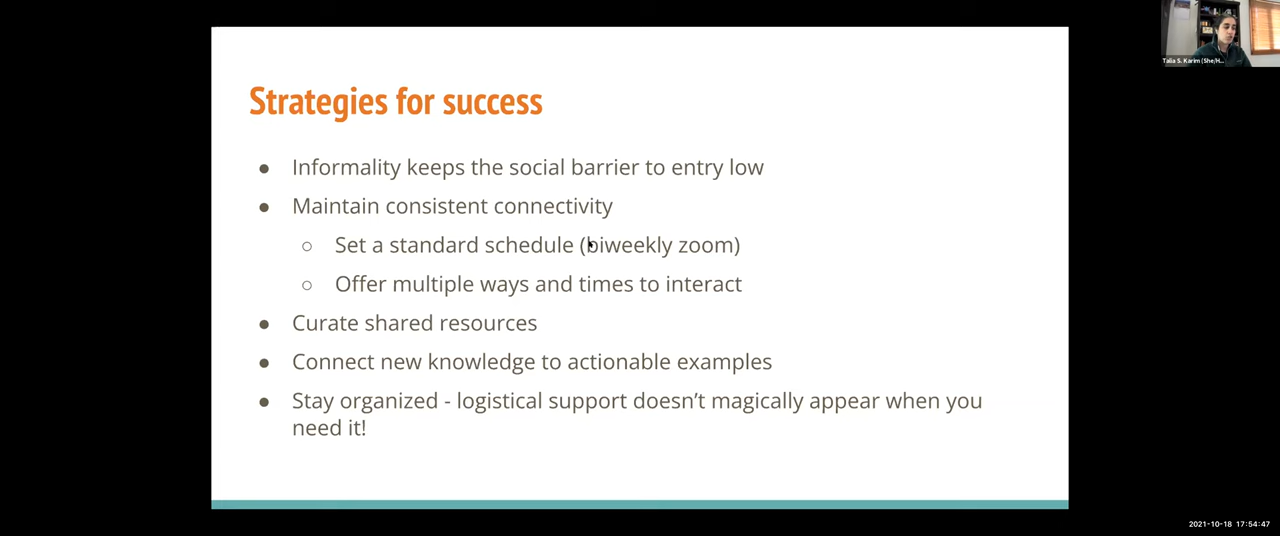 Strategies for success
● Informality keeps the social barrier to entry low
● Maintain consistent connectivity
○ Set a standard schedule (biweekly zoom)
○ Offer multiple ways and times to interact
● Curate shared resources
● Connect new knowledge to actionable examples
● Stay organized - logistical support doesn’t magically appear when you
need it!
Talia S. Karim (She/H...
2021-10-18 17:54:47